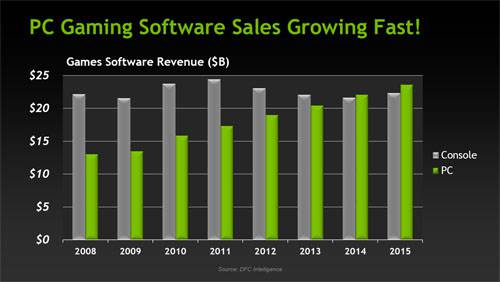 PC Gaming Software Sales Growing Fast!
Games Software Revenue ($B)
$25
$20
$15
$10
$5
$0
2008 2009 2010 2011 2012 2013 2014 2015
Console
PC
Source: DFC Intelligence